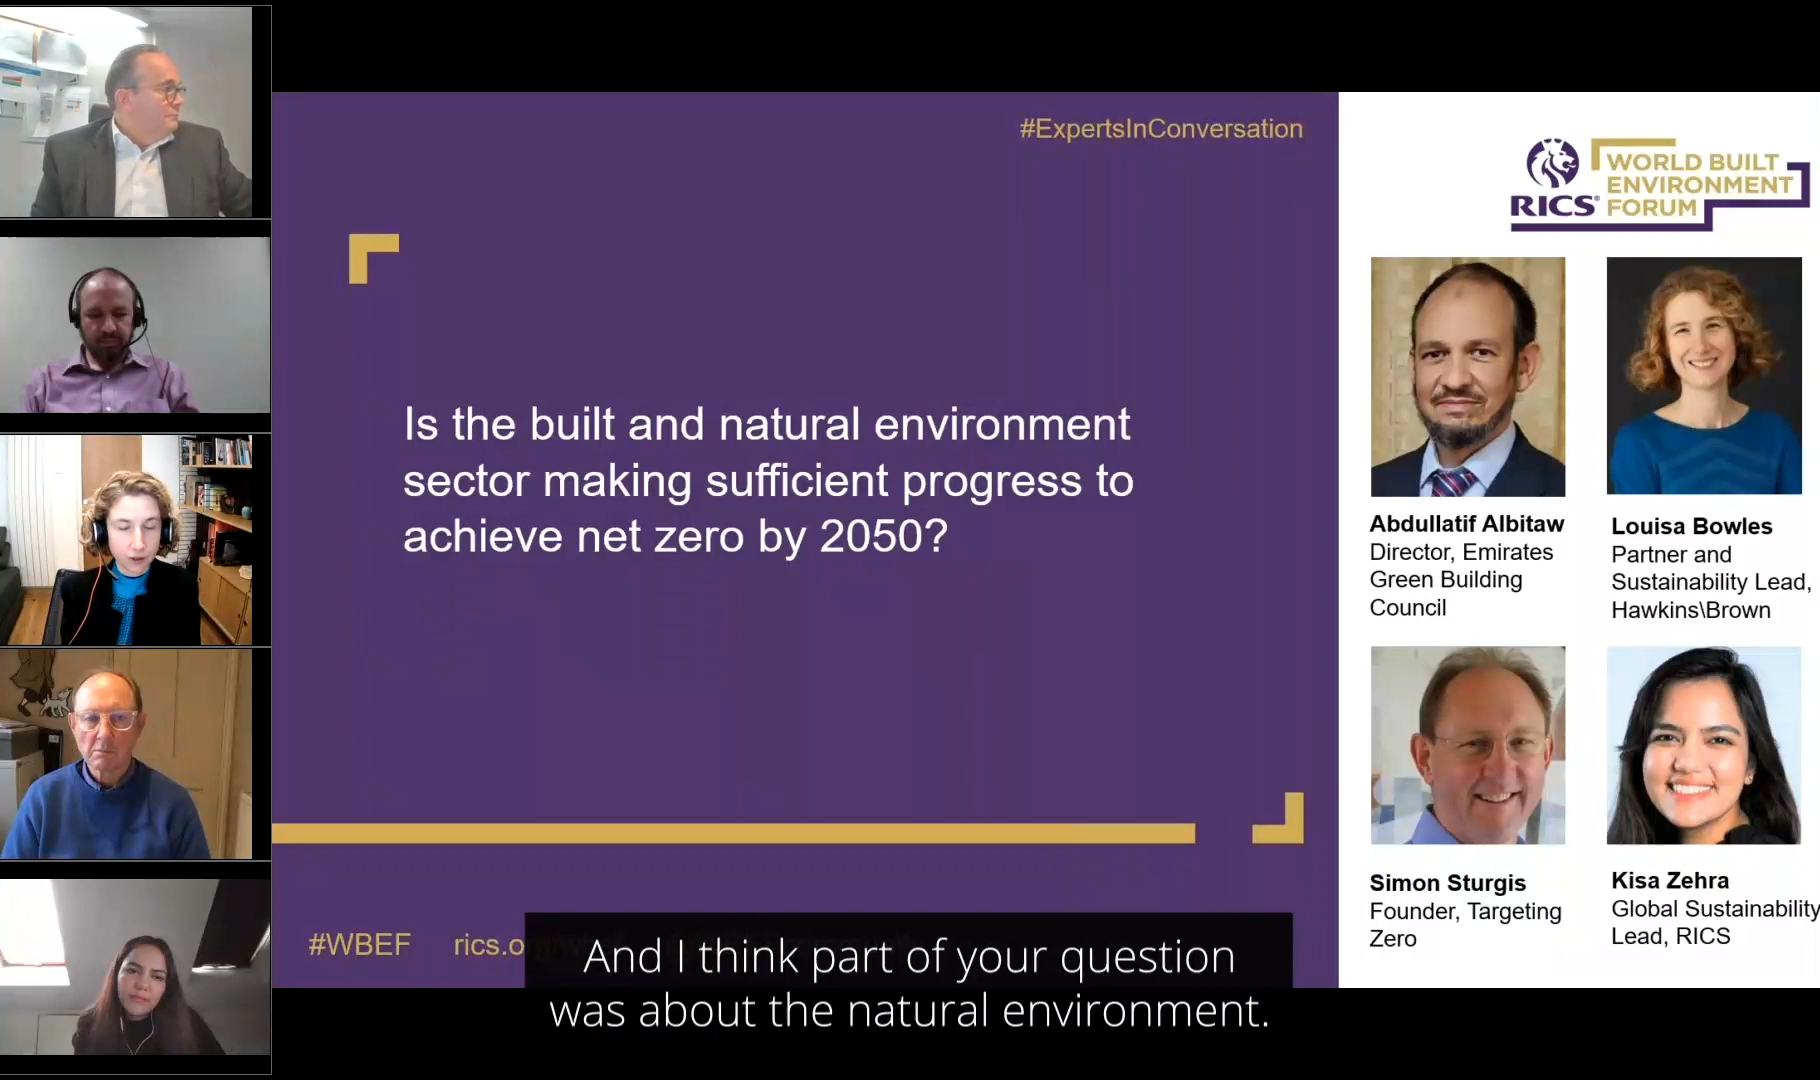 #ExpertsInConversation
Is the built and natural environment
sector making sufficient progress to
achieve net zero by 2050?
#WBEF
rics.o
RICS
WORLD BUILT
ENVIRONMENT
FORUM
Abdullatif Albitaw
Director, Emirates
Green Building
Council
Louisa Bowles
Partner and
Sustainability Lead,
Hawkins\Brown
Simon Sturgis
Founder, Targeting
Zero
Kisa Zehra
Global Sustainability
Lead, RICS
And I think part of your question
was about the natural environment.